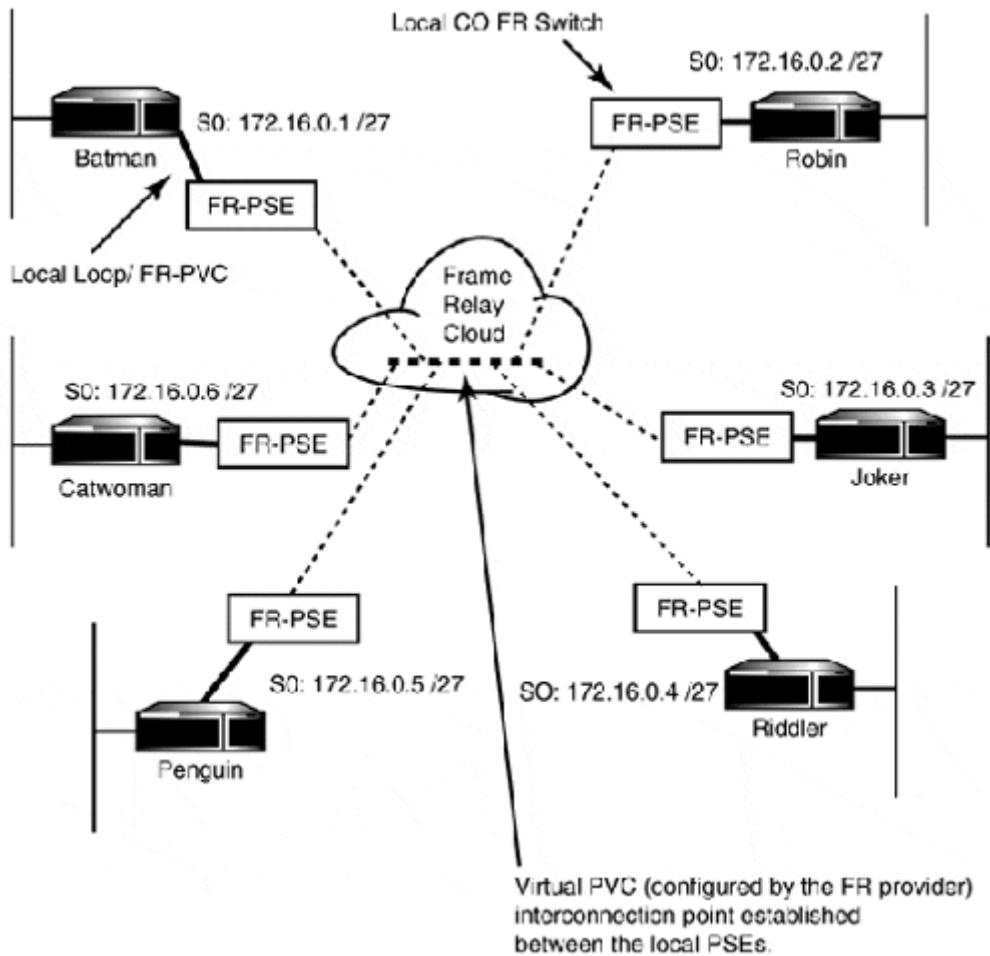 Local CO FR Switch
S0: 172.16.0.2 /27
S0: 172.16.0.1 /27
FR-PSE
Batman
Robin
FR-PSE
Local Loop/ FR-PVC
Frame
Relay
Cloud
S0: 172.16.0.6 /27
S0: 172.16.0.3 /27
FR-PSE
FR-PSE
Catwoman
Joker
FR-PSE
FR-PSE
S0: 172.16.0.5 /27
SO: 172.16.0.4 /27
Riddler
Penguin
Virtual PVC (configured by the FR provider)
interconnection point established
between the local PSEs.